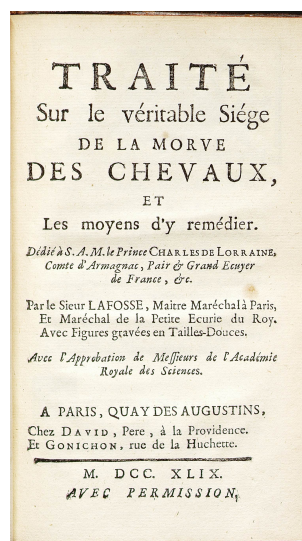 TRAITÉ
Sur le véritable Siége
DE LA MORVE
DES CHEVAUX,
ET
Les moyens d'y remédier.
Dédié à S. A. M. le Prince CHARLES DE LORRAINE,
Comte d'Armagnac, Pair & Grand Ecuyer
de France, &c.
Par le Sieur LAFOSSE, Maitre Maréchal à Paris,
Et Maréchal de la Petite Ecurie du Roy.
Avec Figures gravées en Tailles-Douces.
Avec l'Approbation de Messieurs de l'Académie
Royale des Sciences.
A PARIS, QUAY DES AUGUSTINS,
Chez DAVID, Pere, à la Providence.
Et GONICHON, rue de la Huchette.
M. DCC. XLIX.
AVEC PERMISSION,